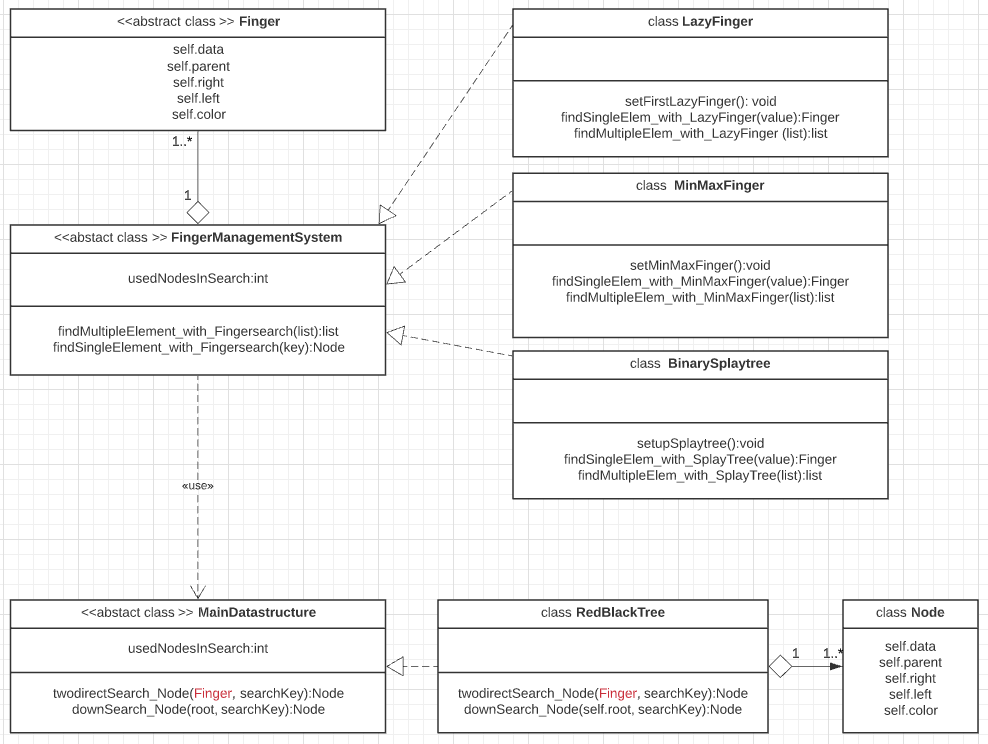 <<abstract class >> Finger
self.data
self.parent
self.right
self.left
self.color
1..*
1
<<abstact class >> FingerManagementSystem
usedNodesInSearch:int
findMultipleElement_with_Fingersearch(list):list
findSingleElement_with_Fingersearch(key):Node
class LazyFinger
setFirstLazyFinger(): void
findSingleElem_with_LazyFinger(value):Finger
findMultipleElem_with_LazyFinger (list):list
class MinMaxFinger
setMinMaxFinger():void
findSingleElem_with_MinMaxFinger(value):Finger
findMultipleElem_with_MinMaxFinger(list):list
class BinarySplaytree
setupSplaytree():void
findSingleElem_with_SplayTree(value):Finger
findMultipleElem_with_SplayTree(list):list
«use»
<<abstact class >> MainDatastructure
usedNodesInSearch:int
twodirectSearch_Node(Finger, searchKey):Node
downSearch_Node(root, searchKey):Node
class RedBlackTree
twodirectSearch_Node(Finger, searchKey):Node
downSearch_Node(self.root, searchKey):Node
1
1..*
class Node
self.data
self.parent
self.right
self.left
self.color